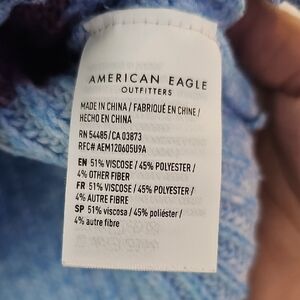 AMERICAN EAGLE
OUTFITTERS
MADE IN CHINA / FABRIQUÉ EN CHINE /
HECHO EN CHINA
RN 54485 / CA 03873
RFC# AEM120605U9A
EN 51% VISCOSE / 45% POLYESTER /
4% OTHER FIBER
FR 51% VISCOSE / 45% POLYESTER /
4% AUTRE FIBRE
SP 51% viscosa / 45% poliéster /
4% autre fibre